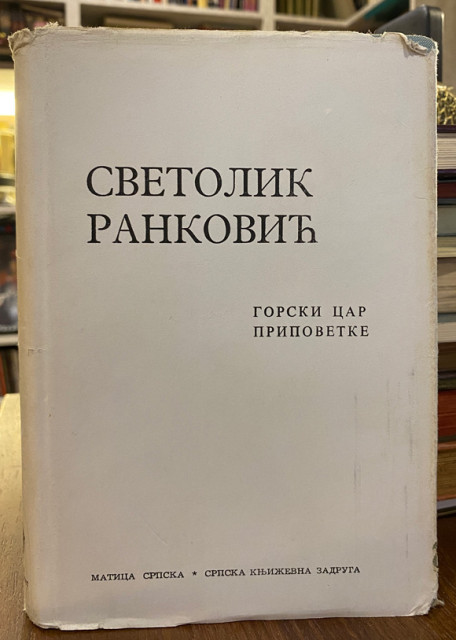 СВЕТОЛИК
РАНКОВИЋ
ГОРСКИ ЦАР
ПРИПОВЕТКЕ
МАТИЦА СРПСКА * СРПСКА КЊИЖЕВНА ЗАДРУГА